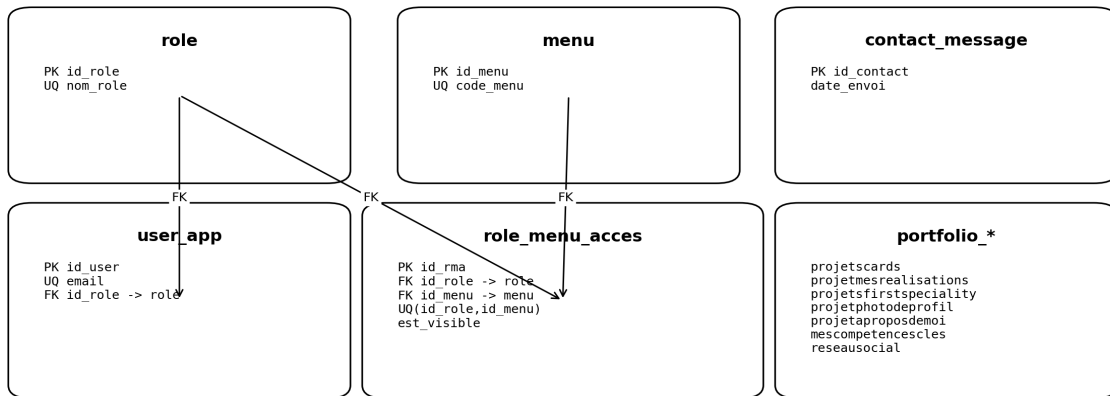 role
PK id_role
UQ nom_role
menu
PK id_menu
UQ code_menu
contact_message
PK id_contact
date_envoi
FK
FK
FK
user_app
PK id_user
UQ email
FK id_role -> role
role_menu_acces
PK id_rma
FK id_role -> role
FK id_menu -> menu
UQ(id_role,id_menu)
est_visible
portfolio_*
projetscards
projetmesrealisations
projetsfirstspeciality
projetphotodeprofil
projetaproposdemoi
mescompetencescles
reseausocial